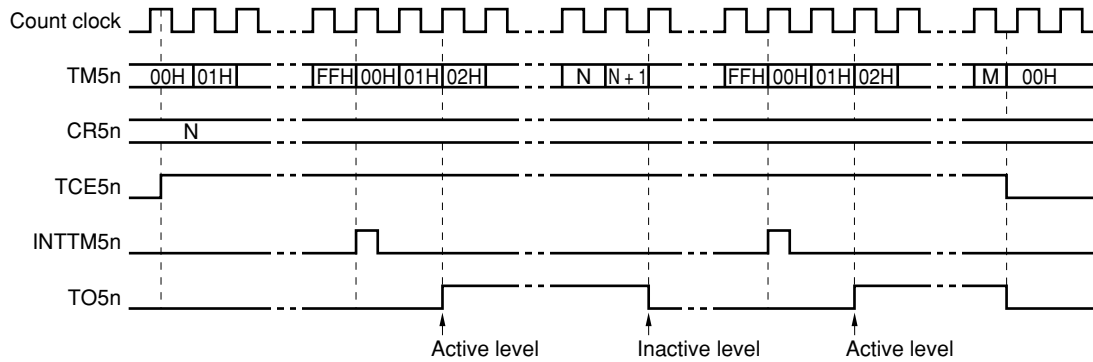 Count clock
TM5n 00H 01H FFH 00H 01H 02H N N + 1 FFH 00H 01H 02H M 00H
CR5n N
TCE5n
INTTM5n
TO5n
Active level Inactive level Active level